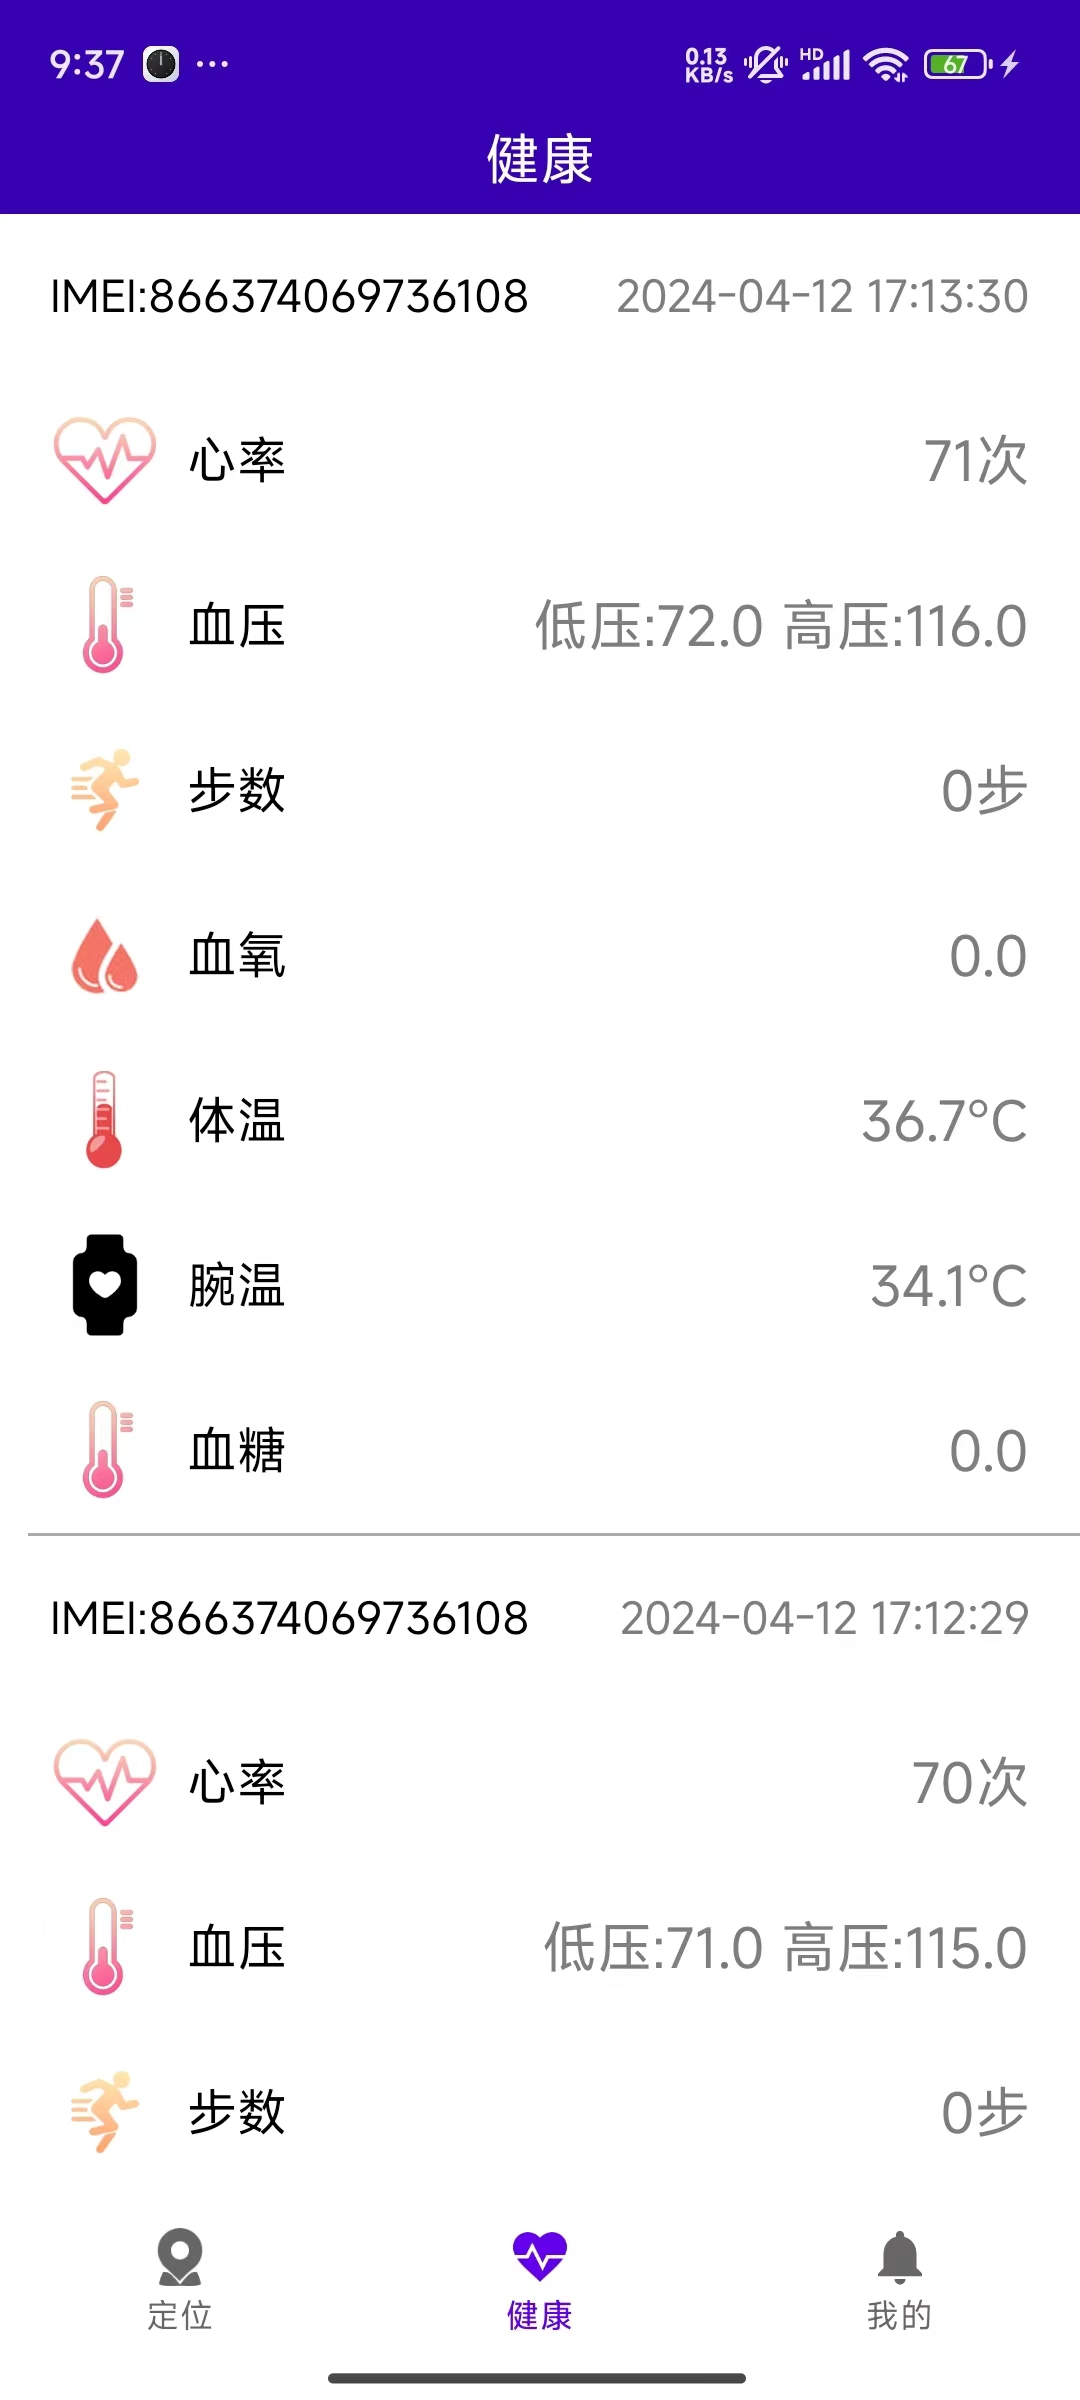 9:37 ··· 0.13 KB/s HD 67
健康
IMEI:866374069736108 2024-04-12 17:13:30
心率 71次
血压 低压:72.0 高压:116.0
步数 0步
血氧 0.0
体温 36.7°C
腕温 34.1°C
血糖 0.0
IMEI:866374069736108 2024-04-12 17:12:29
心率 70次
血压 低压:71.0 高压:115.0
步数 0步
定位 健康 我的